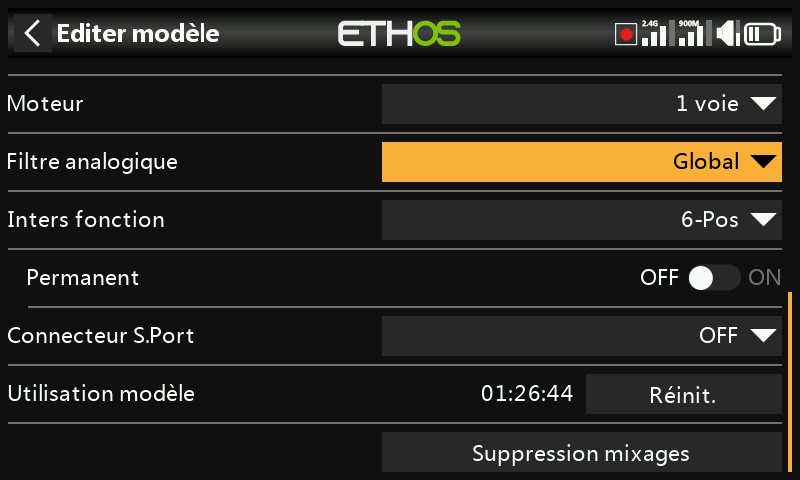 Editer modèle
ETHOS
2.4G
900M
Moteur
1 voie
Filtre analogique
Global
Inters fonction
6-Pos
Permanent
OFF
ON
Connecteur S.Port
OFF
Utilisation modèle
01:26:44
Réinit.
Suppression mixages